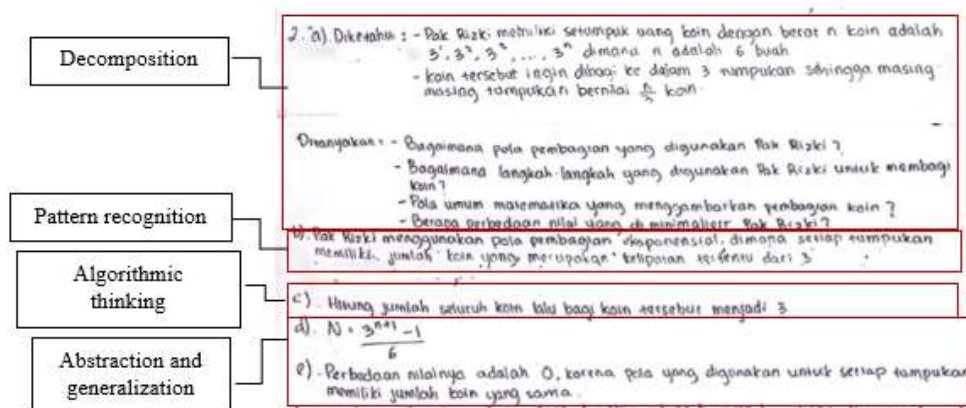 Decomposition
2. a). Diketahui : - Pak Rizki memiliki setumpuk uang koin dengan berat n koin adalah
3¹, 3², 3³, ..., 3ⁿ dimana n adalah 6 buah
- koin tersebut ingin dibagi ke dalam 3 tumpukan sehingga masing-
masing tumpukan bernilai n/3 koin.
Ditanyakan : - Bagaimana pola pembagian yang digunakan Pak Rizki ?
- Bagaimana langkah-langkah yang digunakan Pak Rizki untuk membagi
koin ?
- Pola umum matematika yang menggambarkan pembagian koin ?
- Berapa perbedaan nilai yang di minimalisir Pak Rizki ?
Pattern recognition
b). Pak Rizki menggunakan pola pembagian eksponensial, dimana setiap tumpukan
memiliki jumlah koin yang merupakan kelipatan tertentu dari 3
Algorithmic
thinking
c). Hitung jumlah seluruh koin lalu bagi koin tersebut menjadi 3
Abstraction and
generalization
d). N = 3ⁿ⁺¹ - 1
6
e). Perbedaan nilainya adalah 0, karena pola yang digunakan untuk setiap tumpukan
memiliki jumlah koin yang sama.